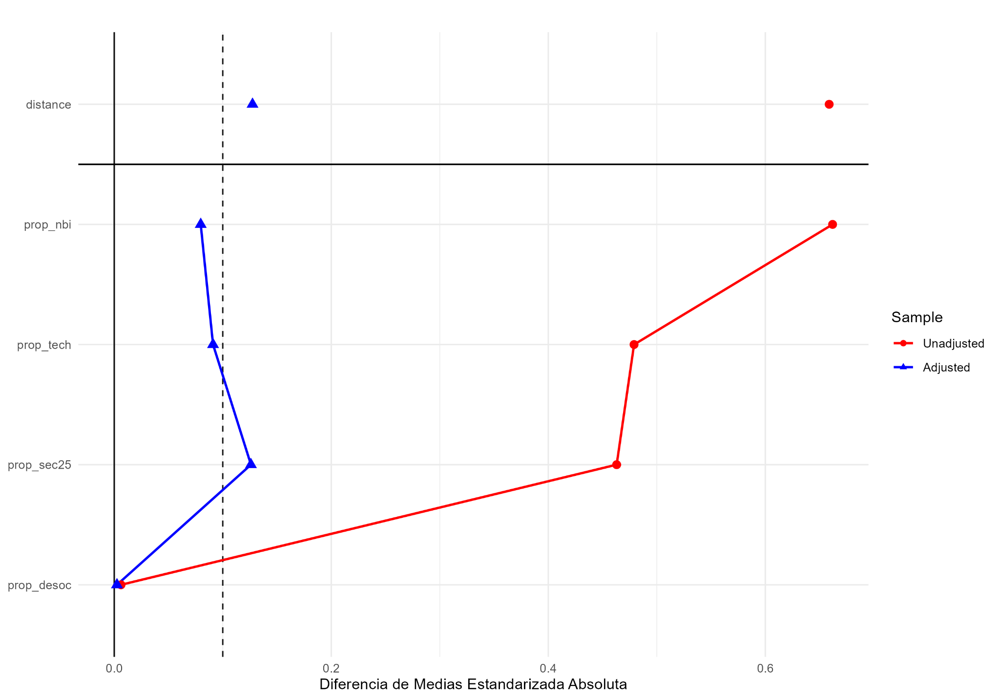 distance
prop_nbi
prop_tech
prop_sec25
prop_desoc
0.0
0.2
0.4
0.6
Diferencia de Medias Estandarizada Absoluta
Sample
Unadjusted
Adjusted